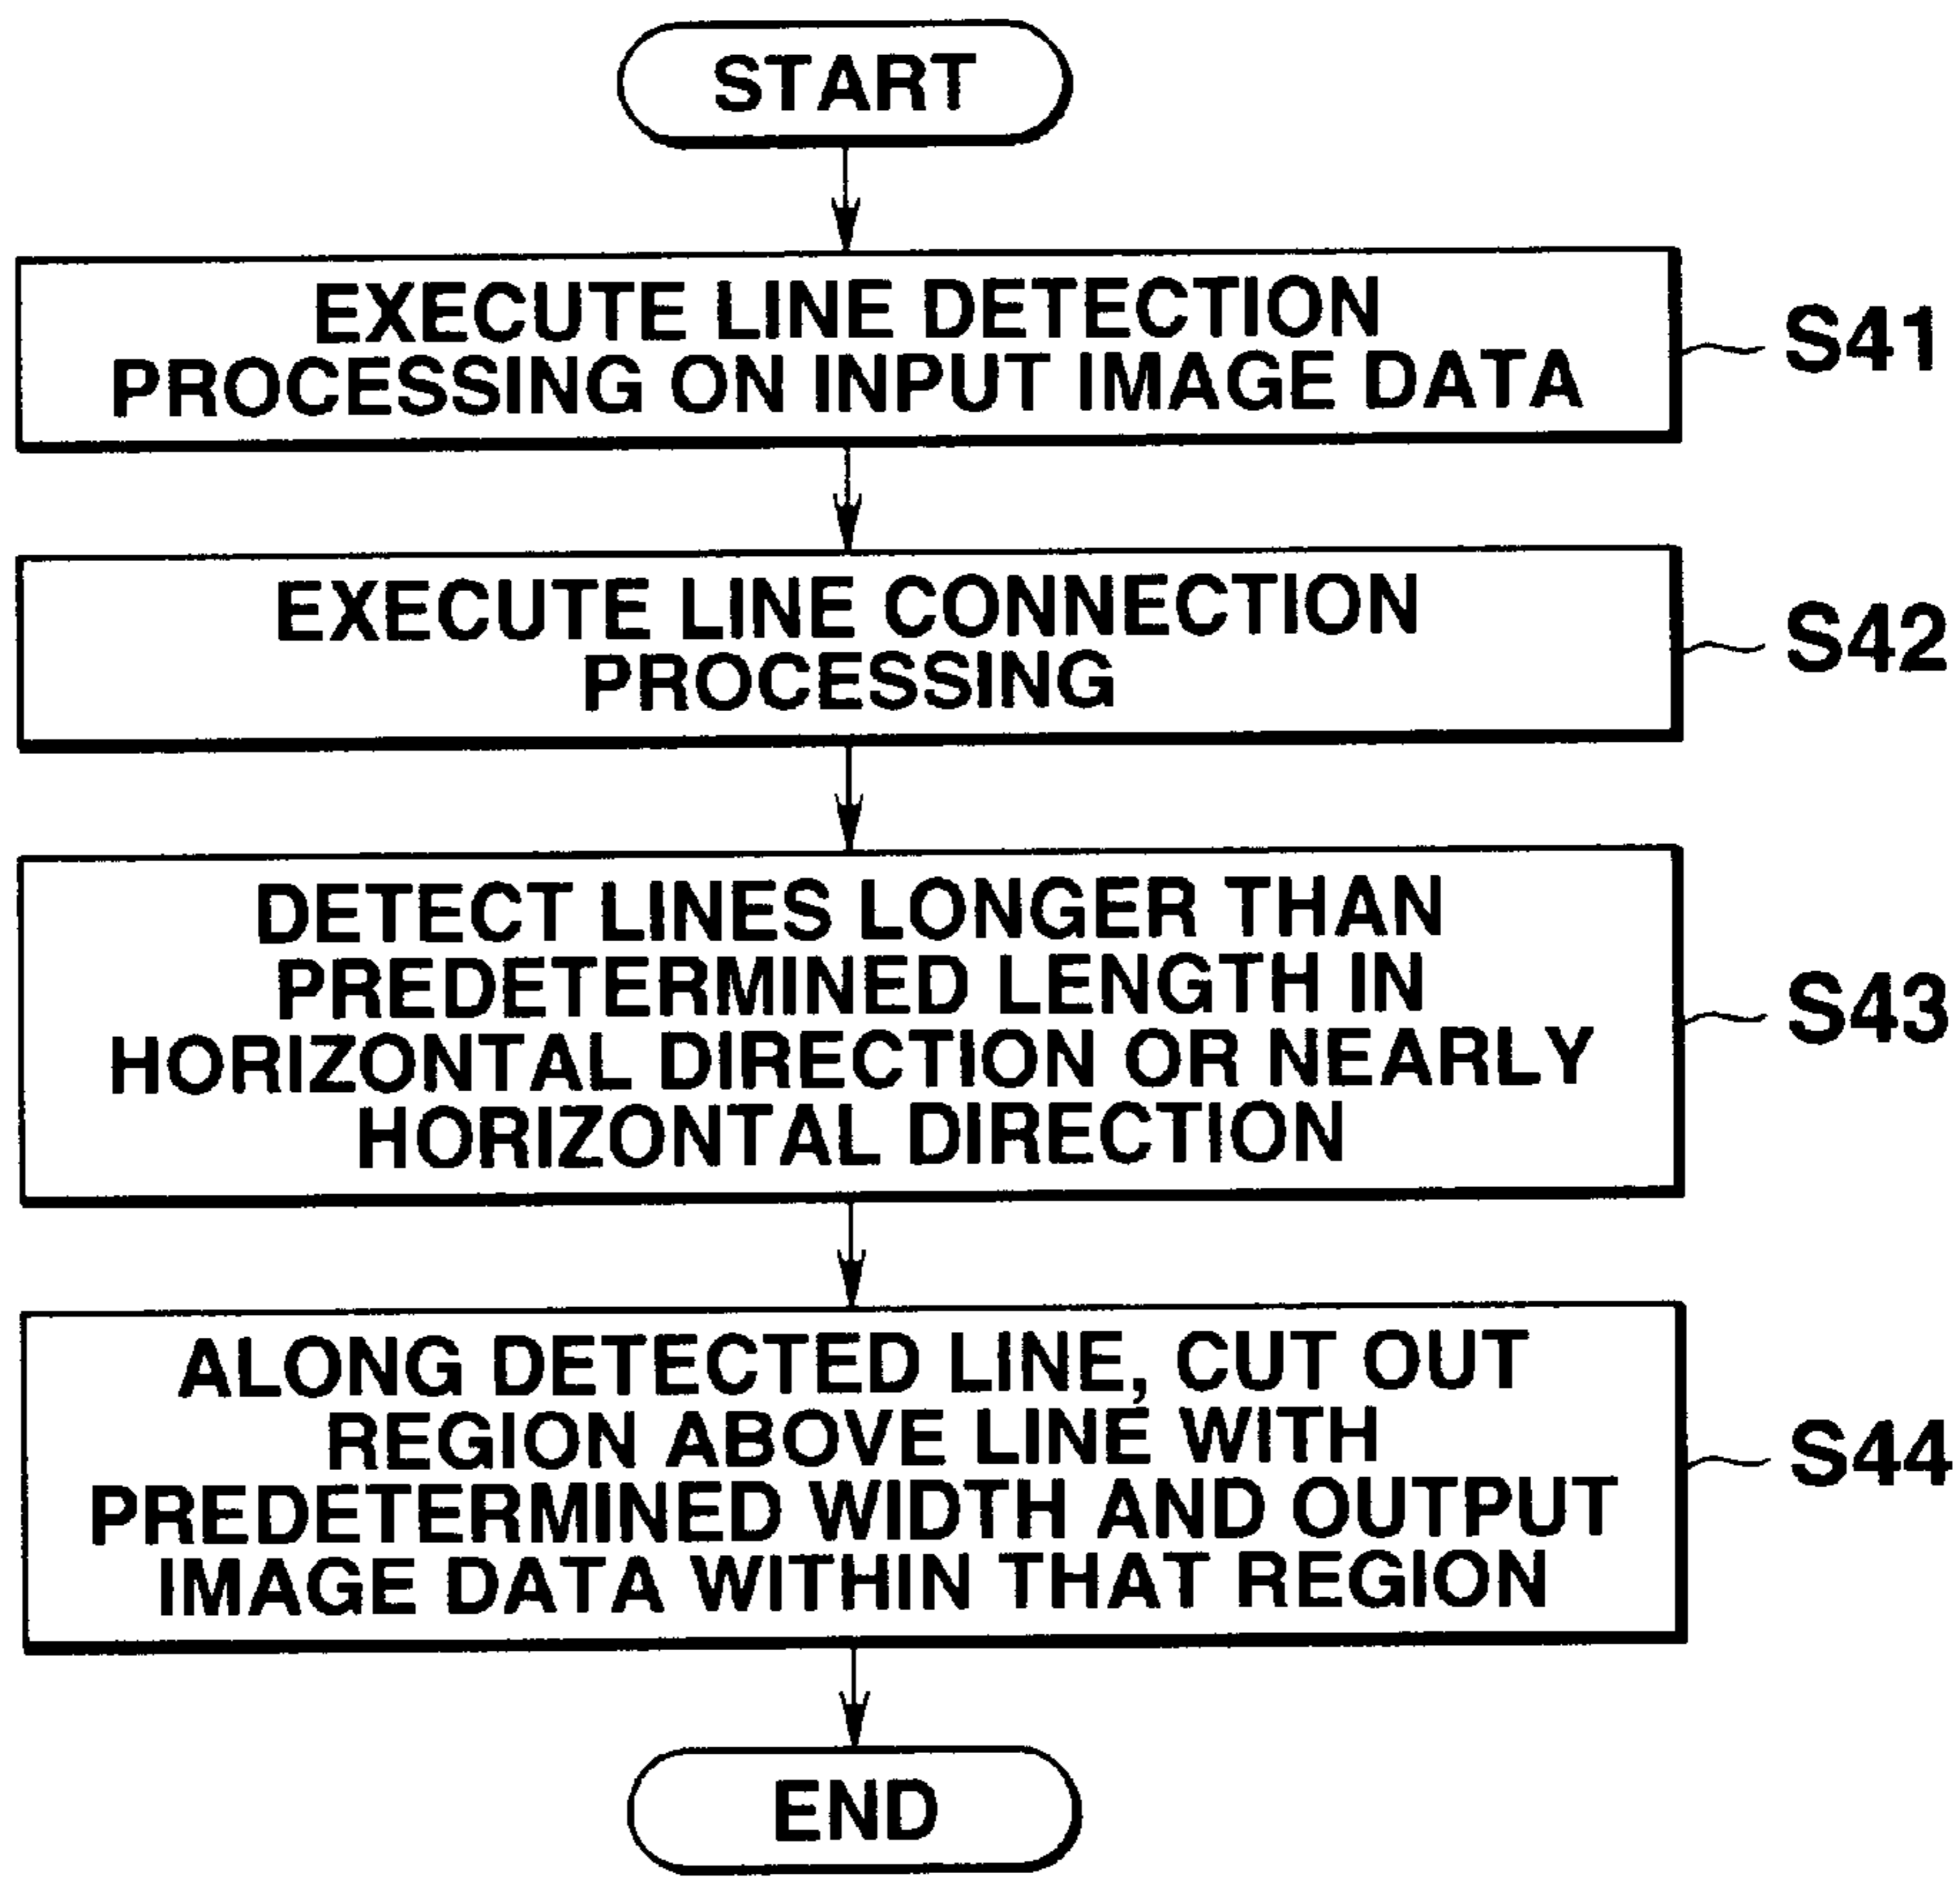 START
EXECUTE LINE DETECTION
PROCESSING ON INPUT IMAGE DATA
S41
EXECUTE LINE CONNECTION
PROCESSING
S42
DETECT LINES LONGER THAN
PREDETERMINED LENGTH IN
HORIZONTAL DIRECTION OR NEARLY
HORIZONTAL DIRECTION
S43
ALONG DETECTED LINE, CUT OUT
REGION ABOVE LINE WITH
PREDETERMINED WIDTH AND OUTPUT
IMAGE DATA WITHIN THAT REGION
S44
END